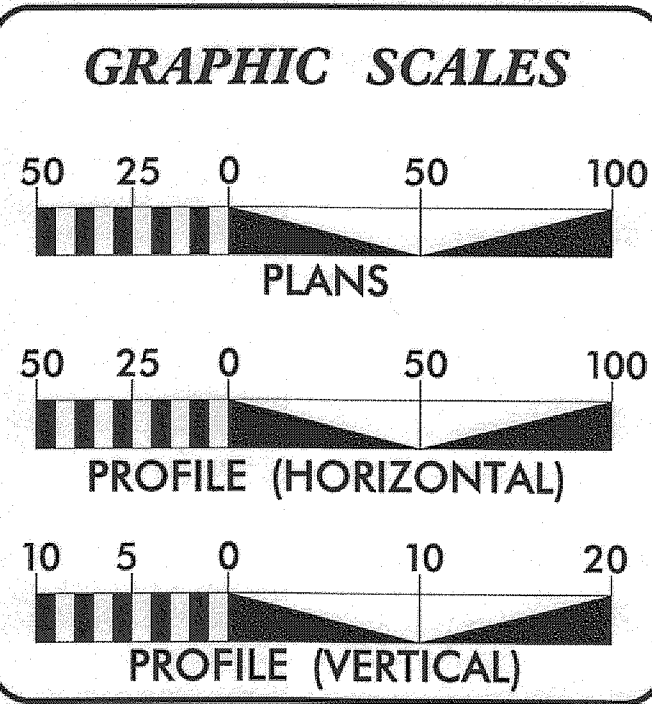 GRAPHIC SCALES
50 25 0 50 100
PLANS
50 25 0 50 100
PROFILE (HORIZONTAL)
10 5 0 10 20
PROFILE (VERTICAL)